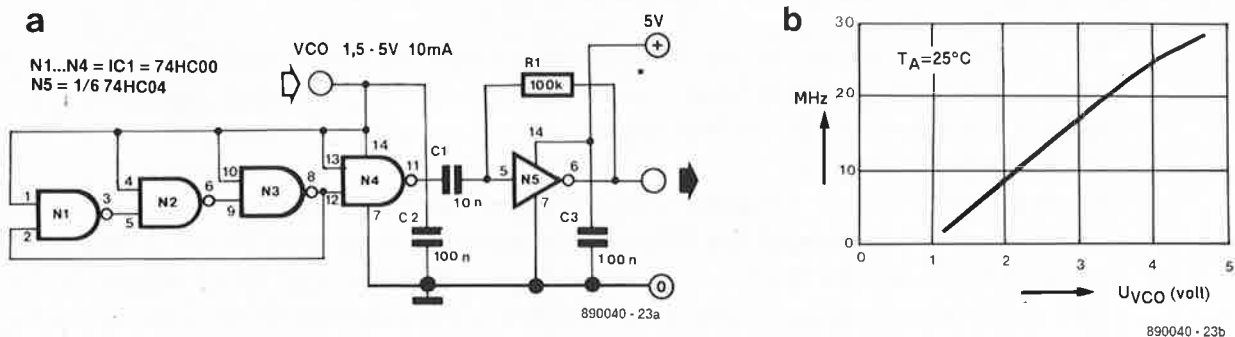 a
N1...N4 = IC1 = 74HC00
N5 = 1/6 74HC04
VCO 1,5 - 5V 10mA
5V
+
R1
100k
14
13
12
N4
11
7
C1
10 n
5
14
N5
6
7
10
N3
8
9
4
N2
6
5
1
N1
3
2
C2
100 n
C3
100 n
0
890040 - 23a
b
30
20
10
0
MHz
TA=25°C
0
1
2
3
4
5
UVCO (volt)
890040 - 23b